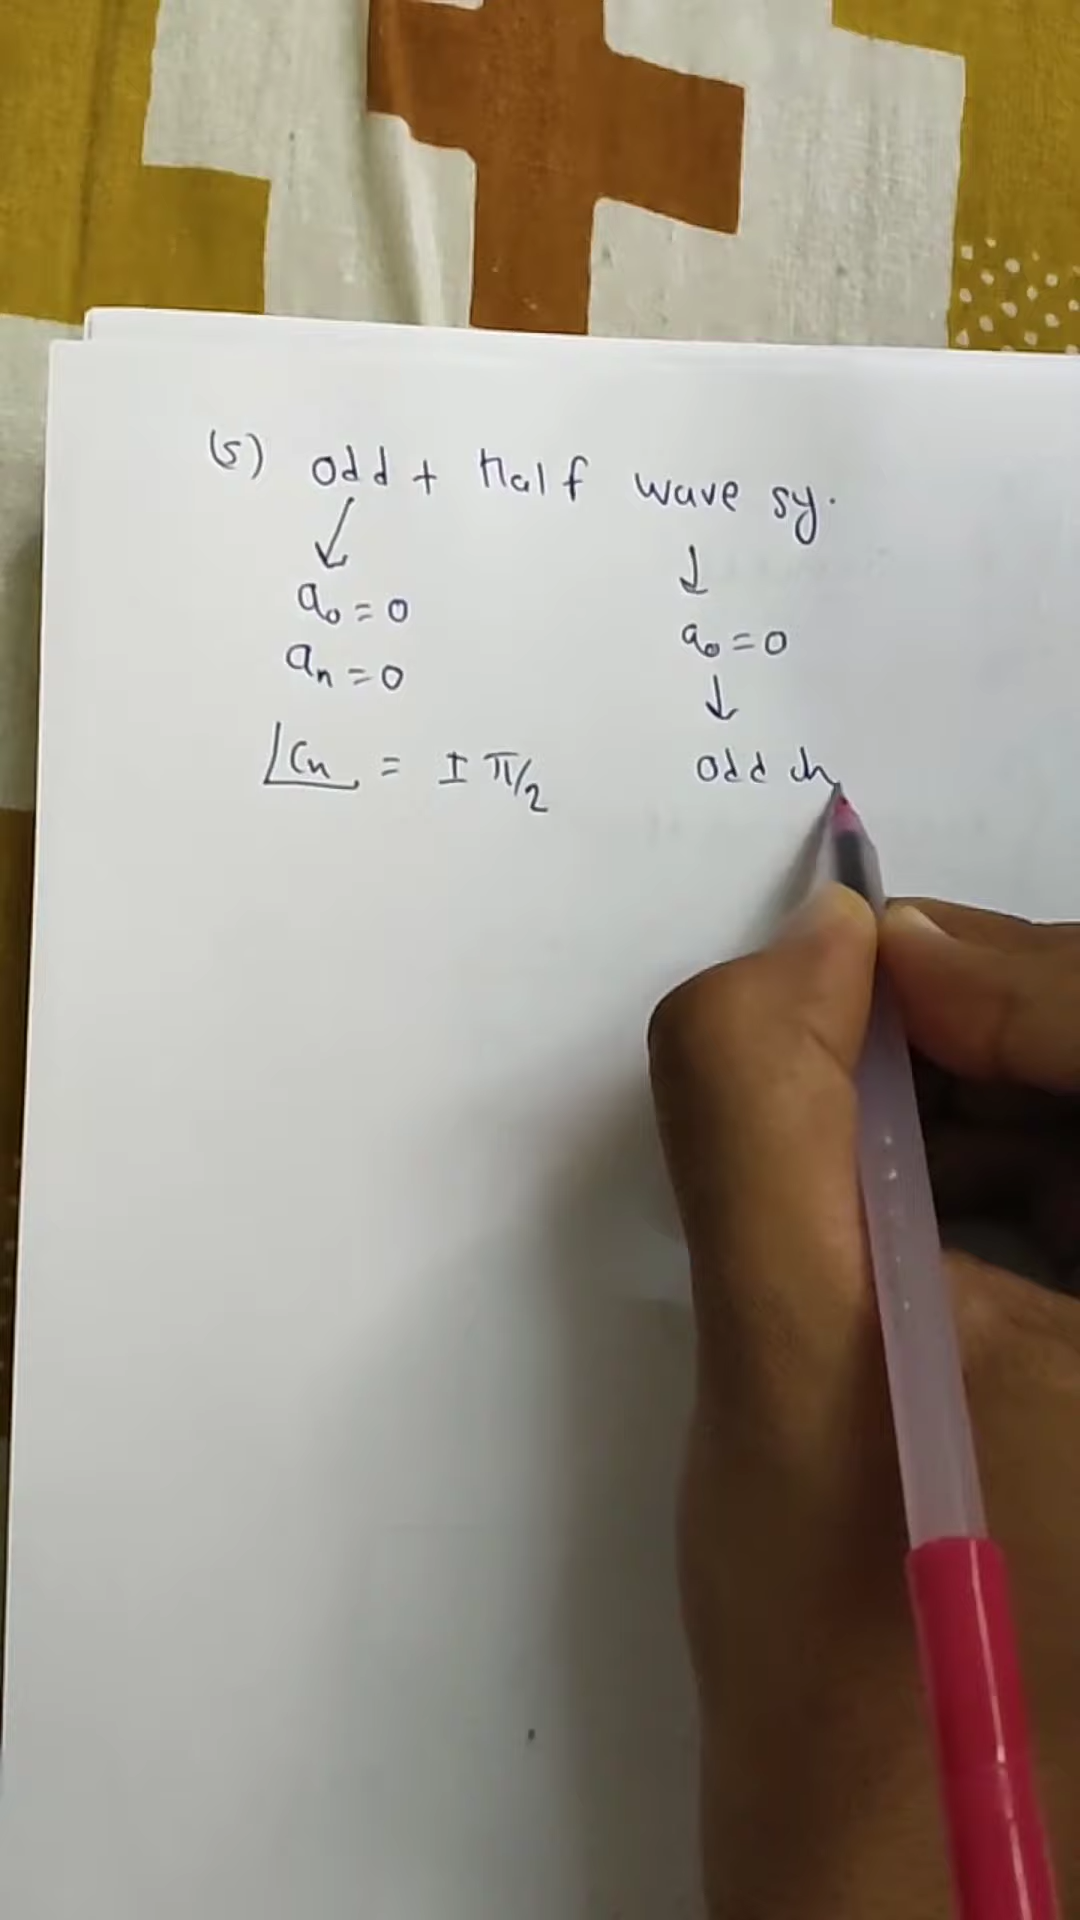 (5) odd + Half wave sy.
↙ ↓
a₀ = 0 a₀ = 0
aₙ = 0 ↓
∠Cₙ = ± π/2 odd